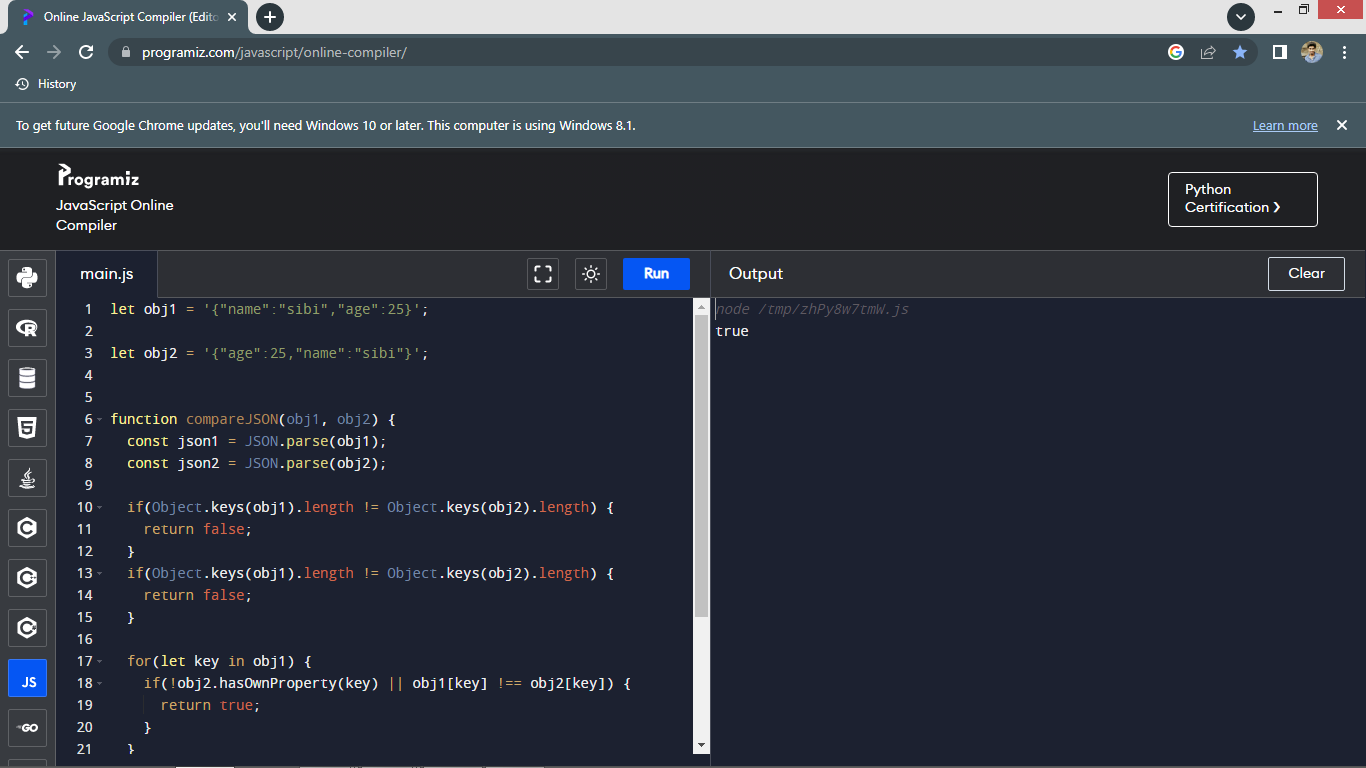 Online JavaScript Compiler (Edito
programiz.com/javascript/online-compiler/
History
To get future Google Chrome updates, you'll need Windows 10 or later. This computer is using Windows 8.1.
Learn more
Programiz
JavaScript Online
Compiler
Python
Certification ❯
main.js
Run
Output
Clear
1 let obj1 = '{"name":"sibi","age":25}';
2
3 let obj2 = '{"age":25,"name":"sibi"}';
4
5
6 function compareJSON(obj1, obj2) {
7 const json1 = JSON.parse(obj1);
8 const json2 = JSON.parse(obj2);
9
10 if(Object.keys(obj1).length != Object.keys(obj2).length) {
11 return false;
12 }
13 if(Object.keys(obj1).length != Object.keys(obj2).length) {
14 return false;
15 }
16
17 for(let key in obj1) {
18 if(!obj2.hasOwnProperty(key) || obj1[key] !== obj2[key]) {
19 return true;
20 }
21 }
node /tmp/zhPy8w7tmW.js
true
R
5
C
C
C
JS
GO